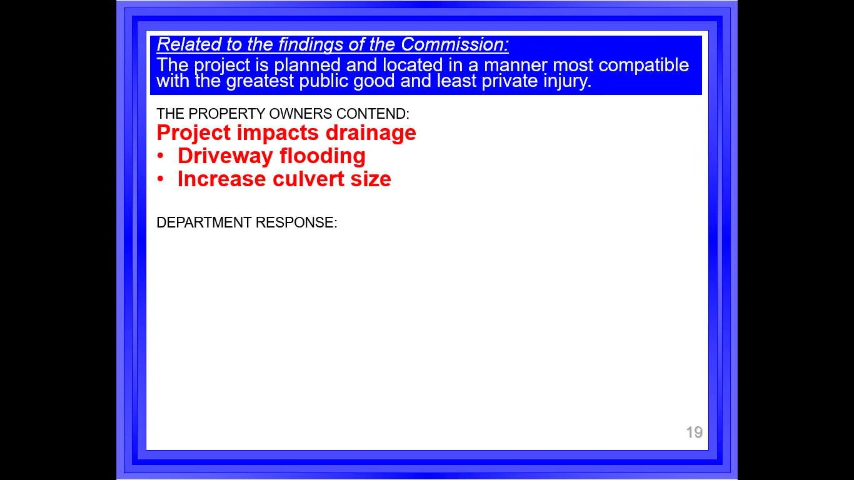 Related to the findings of the Commission:
The project is planned and located in a manner most compatible
with the greatest public good and least private injury.
THE PROPERTY OWNERS CONTEND:
Project impacts drainage
• Driveway flooding
• Increase culvert size
DEPARTMENT RESPONSE:
19